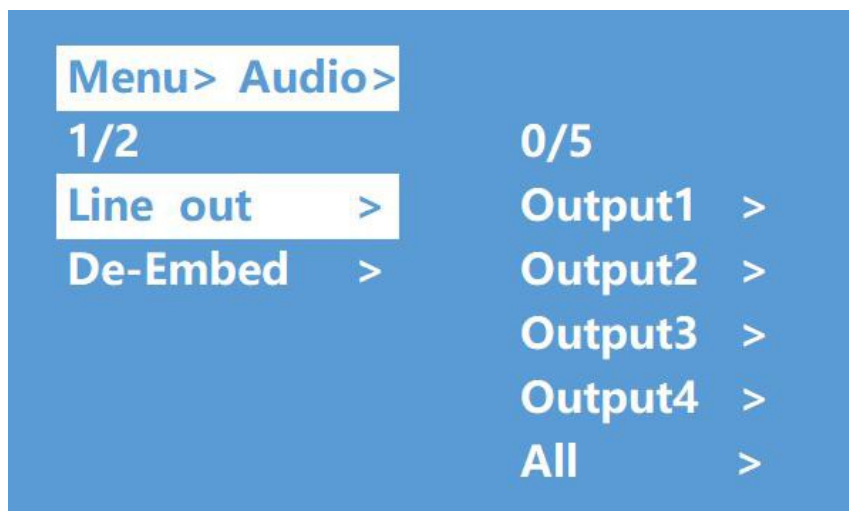 Menu> Audio>
1/2
Line out >
De-Embed >
0/5
Output1 >
Output2 >
Output3 >
Output4 >
All >